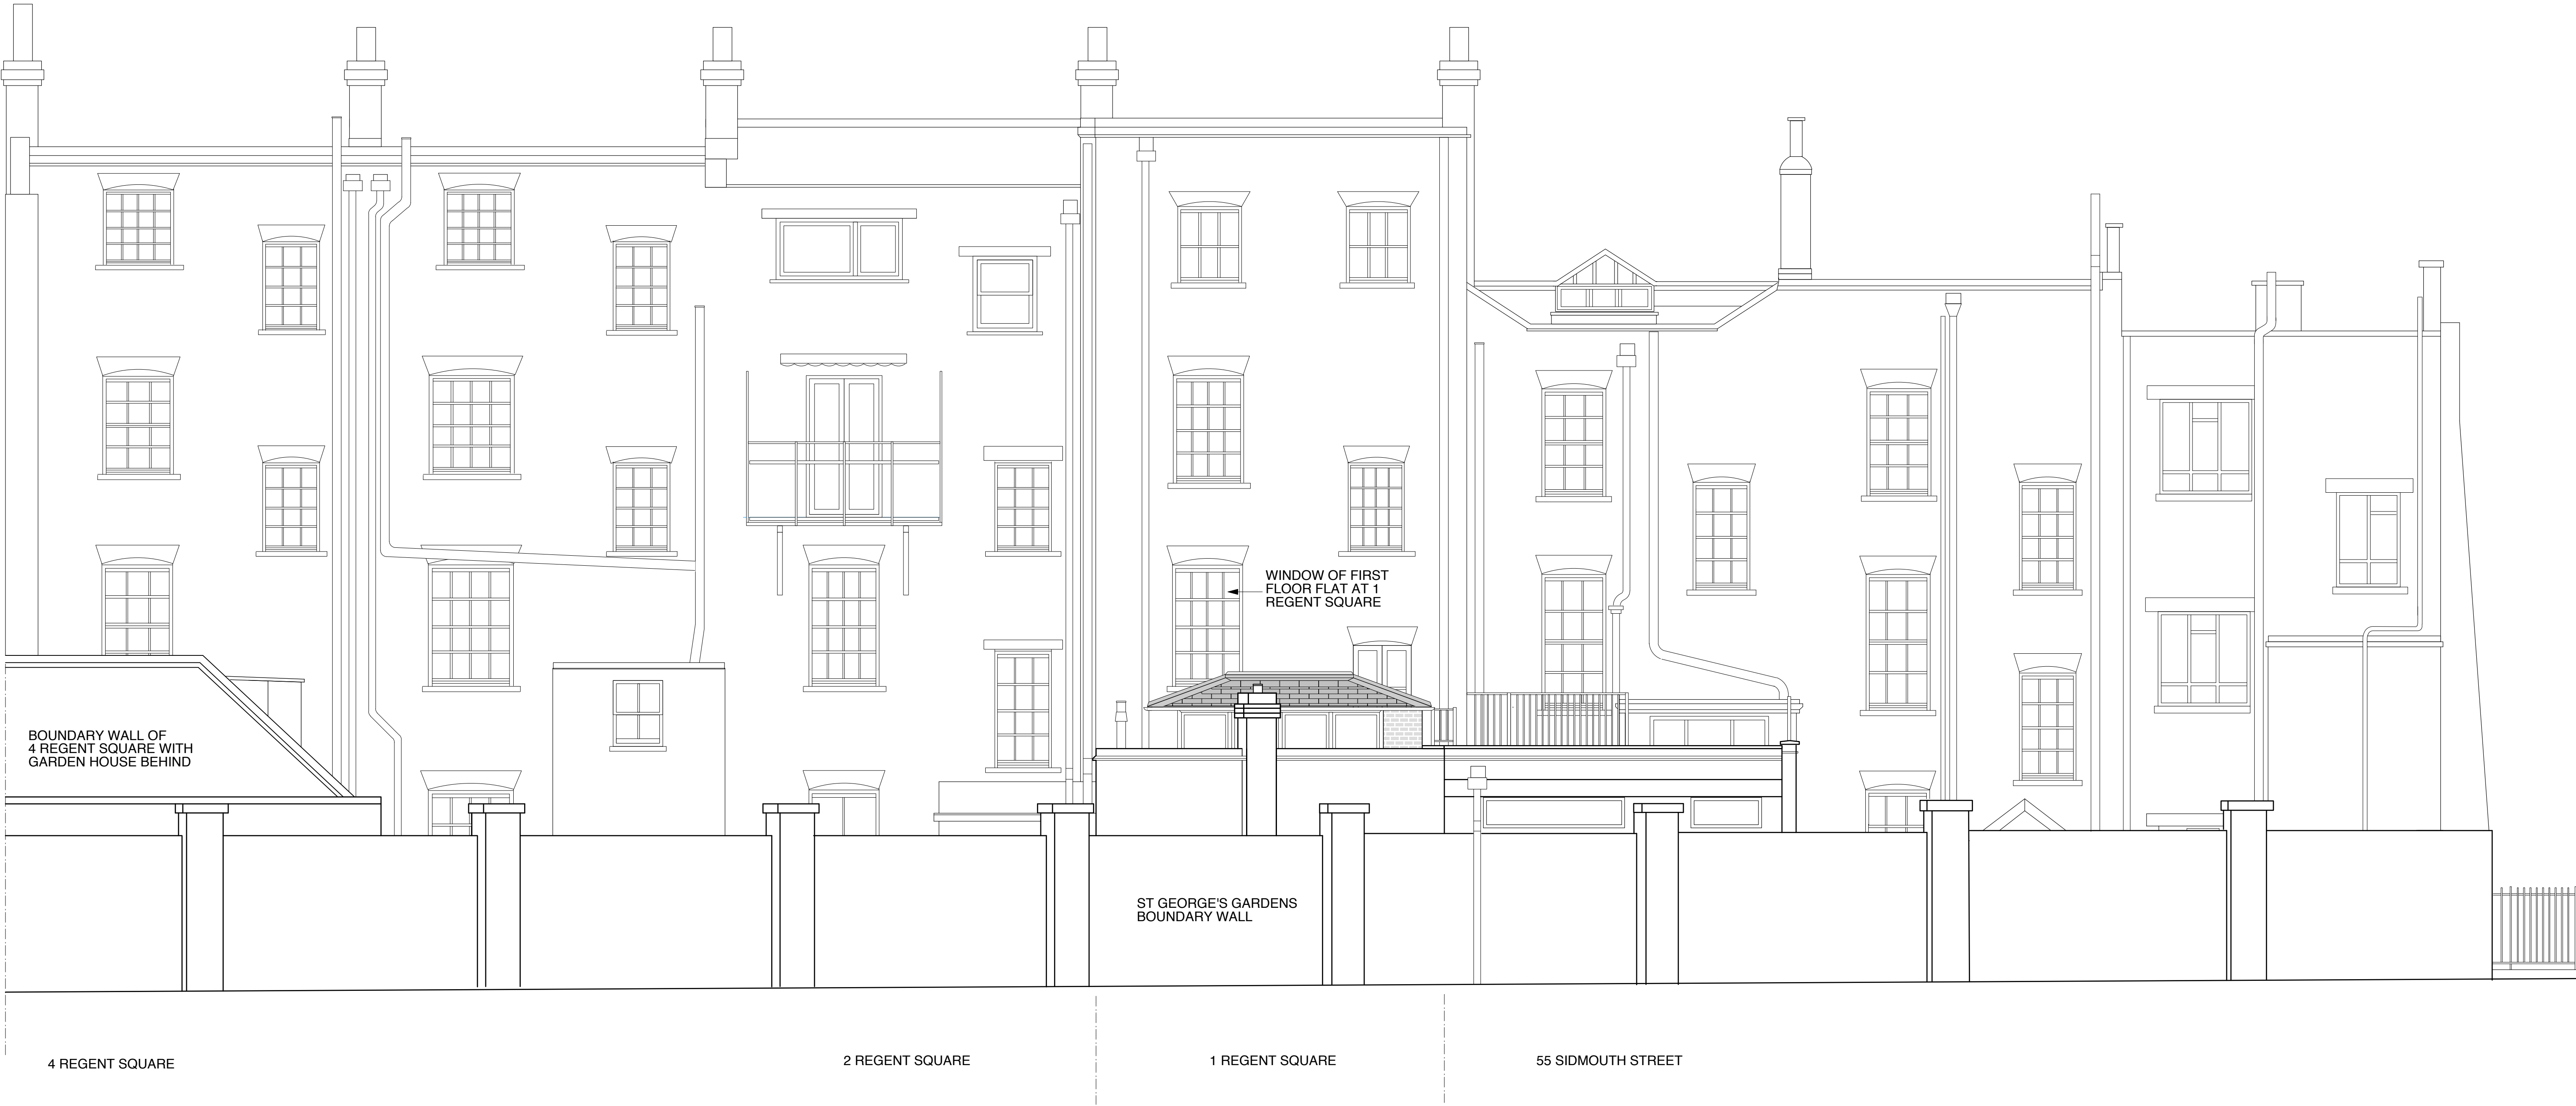 WINDOW OF FIRST
FLOOR FLAT AT 1
REGENT SQUARE
BOUNDARY WALL OF
4 REGENT SQUARE WITH
GARDEN HOUSE BEHIND
ST GEORGE'S GARDENS
BOUNDARY WALL
4 REGENT SQUARE
2 REGENT SQUARE
1 REGENT SQUARE
55 SIDMOUTH STREET